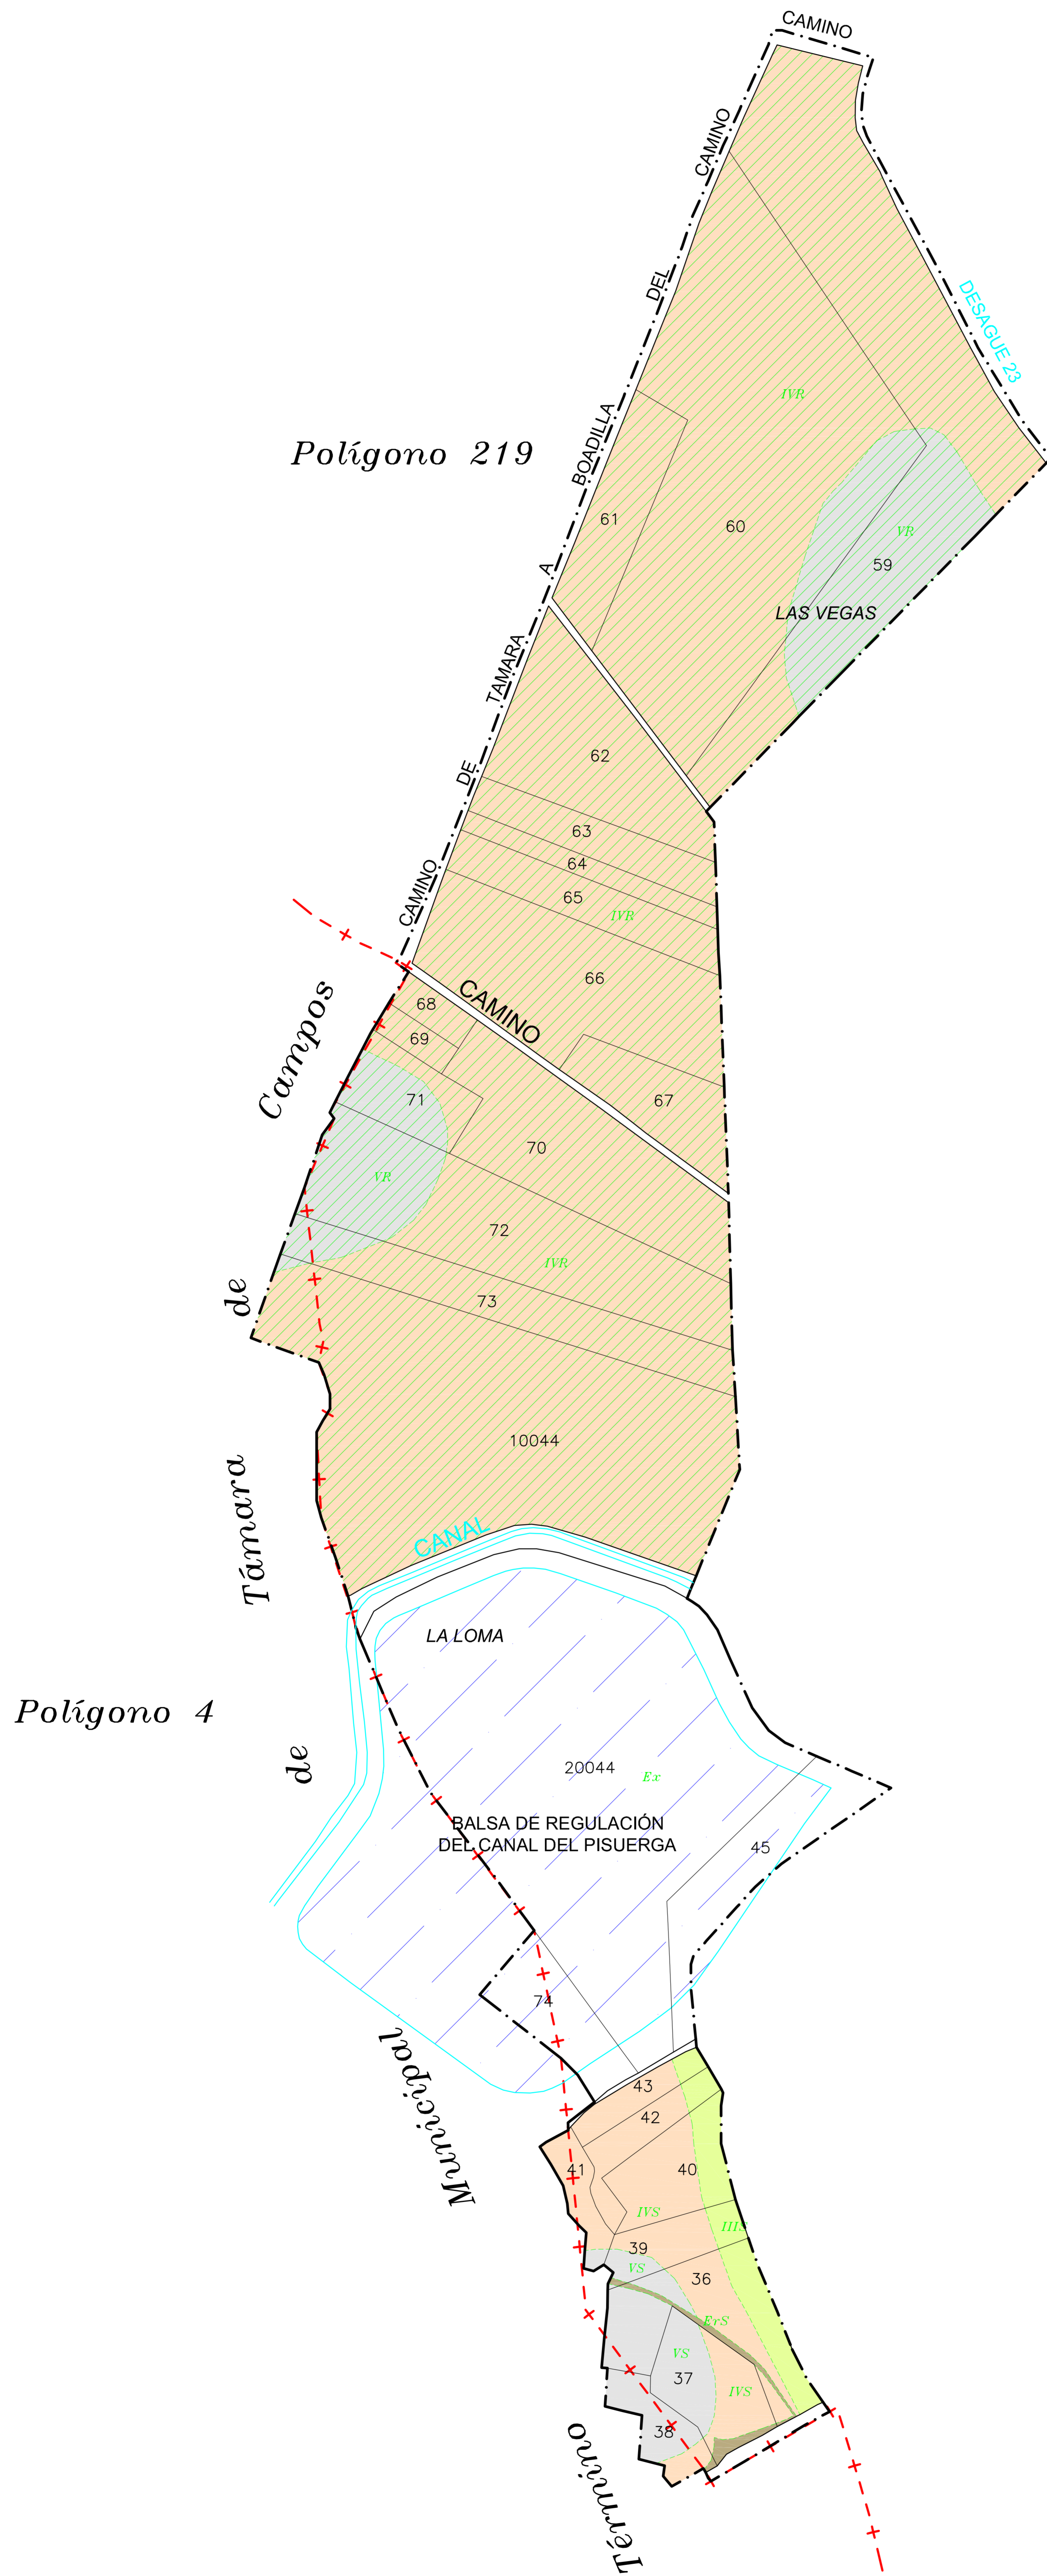 CAMINO
CAMINO DE TAMARA A BOADILLA DEL CAMINO
DESAGUE 23
IVR
Polígono 219
61
60
VR
59
LAS VEGAS
62
63
64
65
IVR
66
CAMINO
68
69
71
67
70
VR
72
IVR
73
10044
CANAL
LA LOMA
Polígono 4
20044
Ex
BALSA DE REGULACIÓN
DEL CANAL DEL PISUERGA
45
74
43
42
41
40
IVS
IIIS
39
VS
36
ErS
VS
37
IVS
38
Término Municipal de Támara de Campos